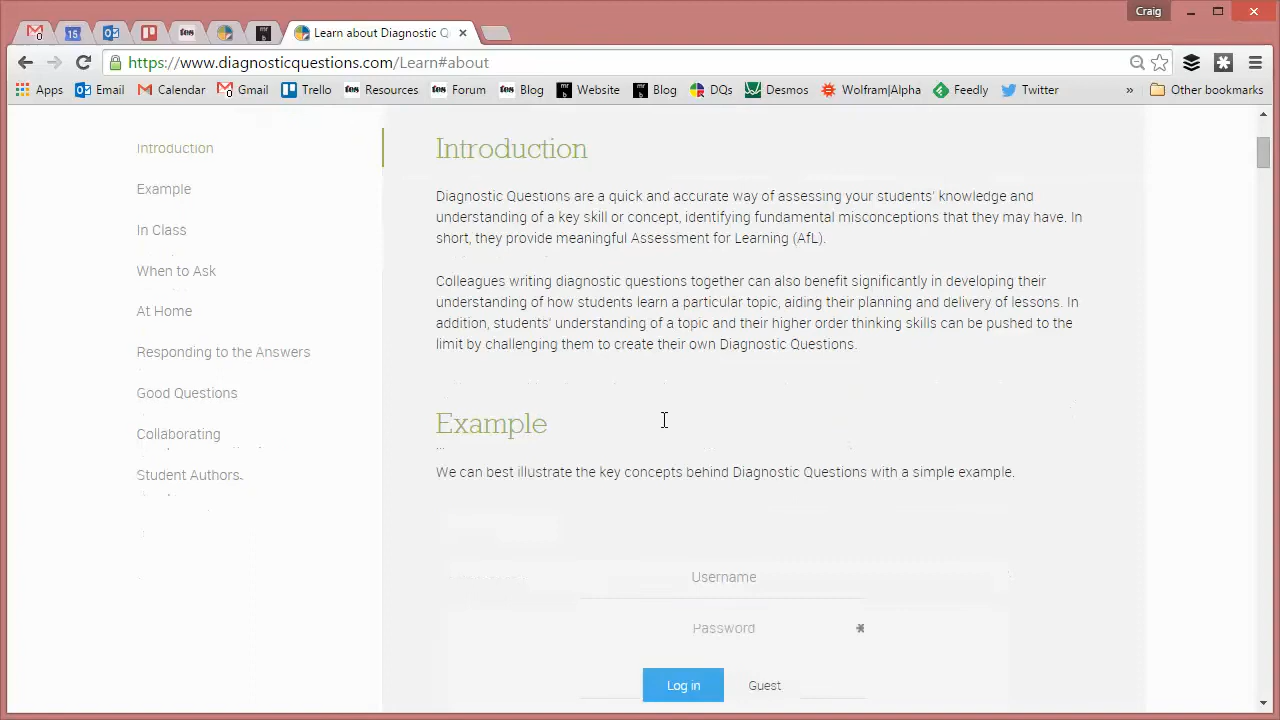 Craig
Learn about Diagnostic Q
https://www.diagnosticquestions.com/Learn#about
Apps Email Calendar Gmail Trello tes Resources tes Forum tes Blog Website Blog DQs Desmos Wolfram|Alpha Feedly Twitter » Other bookmarks
Introduction
Example
In Class
When to Ask
At Home
Responding to the Answers
Good Questions
Collaborating
Student Authors
Introduction
Diagnostic Questions are a quick and accurate way of assessing your students' knowledge and
understanding of a key skill or concept, identifying fundamental misconceptions that they may have. In
short, they provide meaningful Assessment for Learning (AfL).
Colleagues writing diagnostic questions together can also benefit significantly in developing their
understanding of how students learn a particular topic, aiding their planning and delivery of lessons. In
addition, students' understanding of a topic and their higher order thinking skills can be pushed to the
limit by challenging them to create their own Diagnostic Questions.
Example
We can best illustrate the key concepts behind Diagnostic Questions with a simple example.
Username
Password
Log in Guest